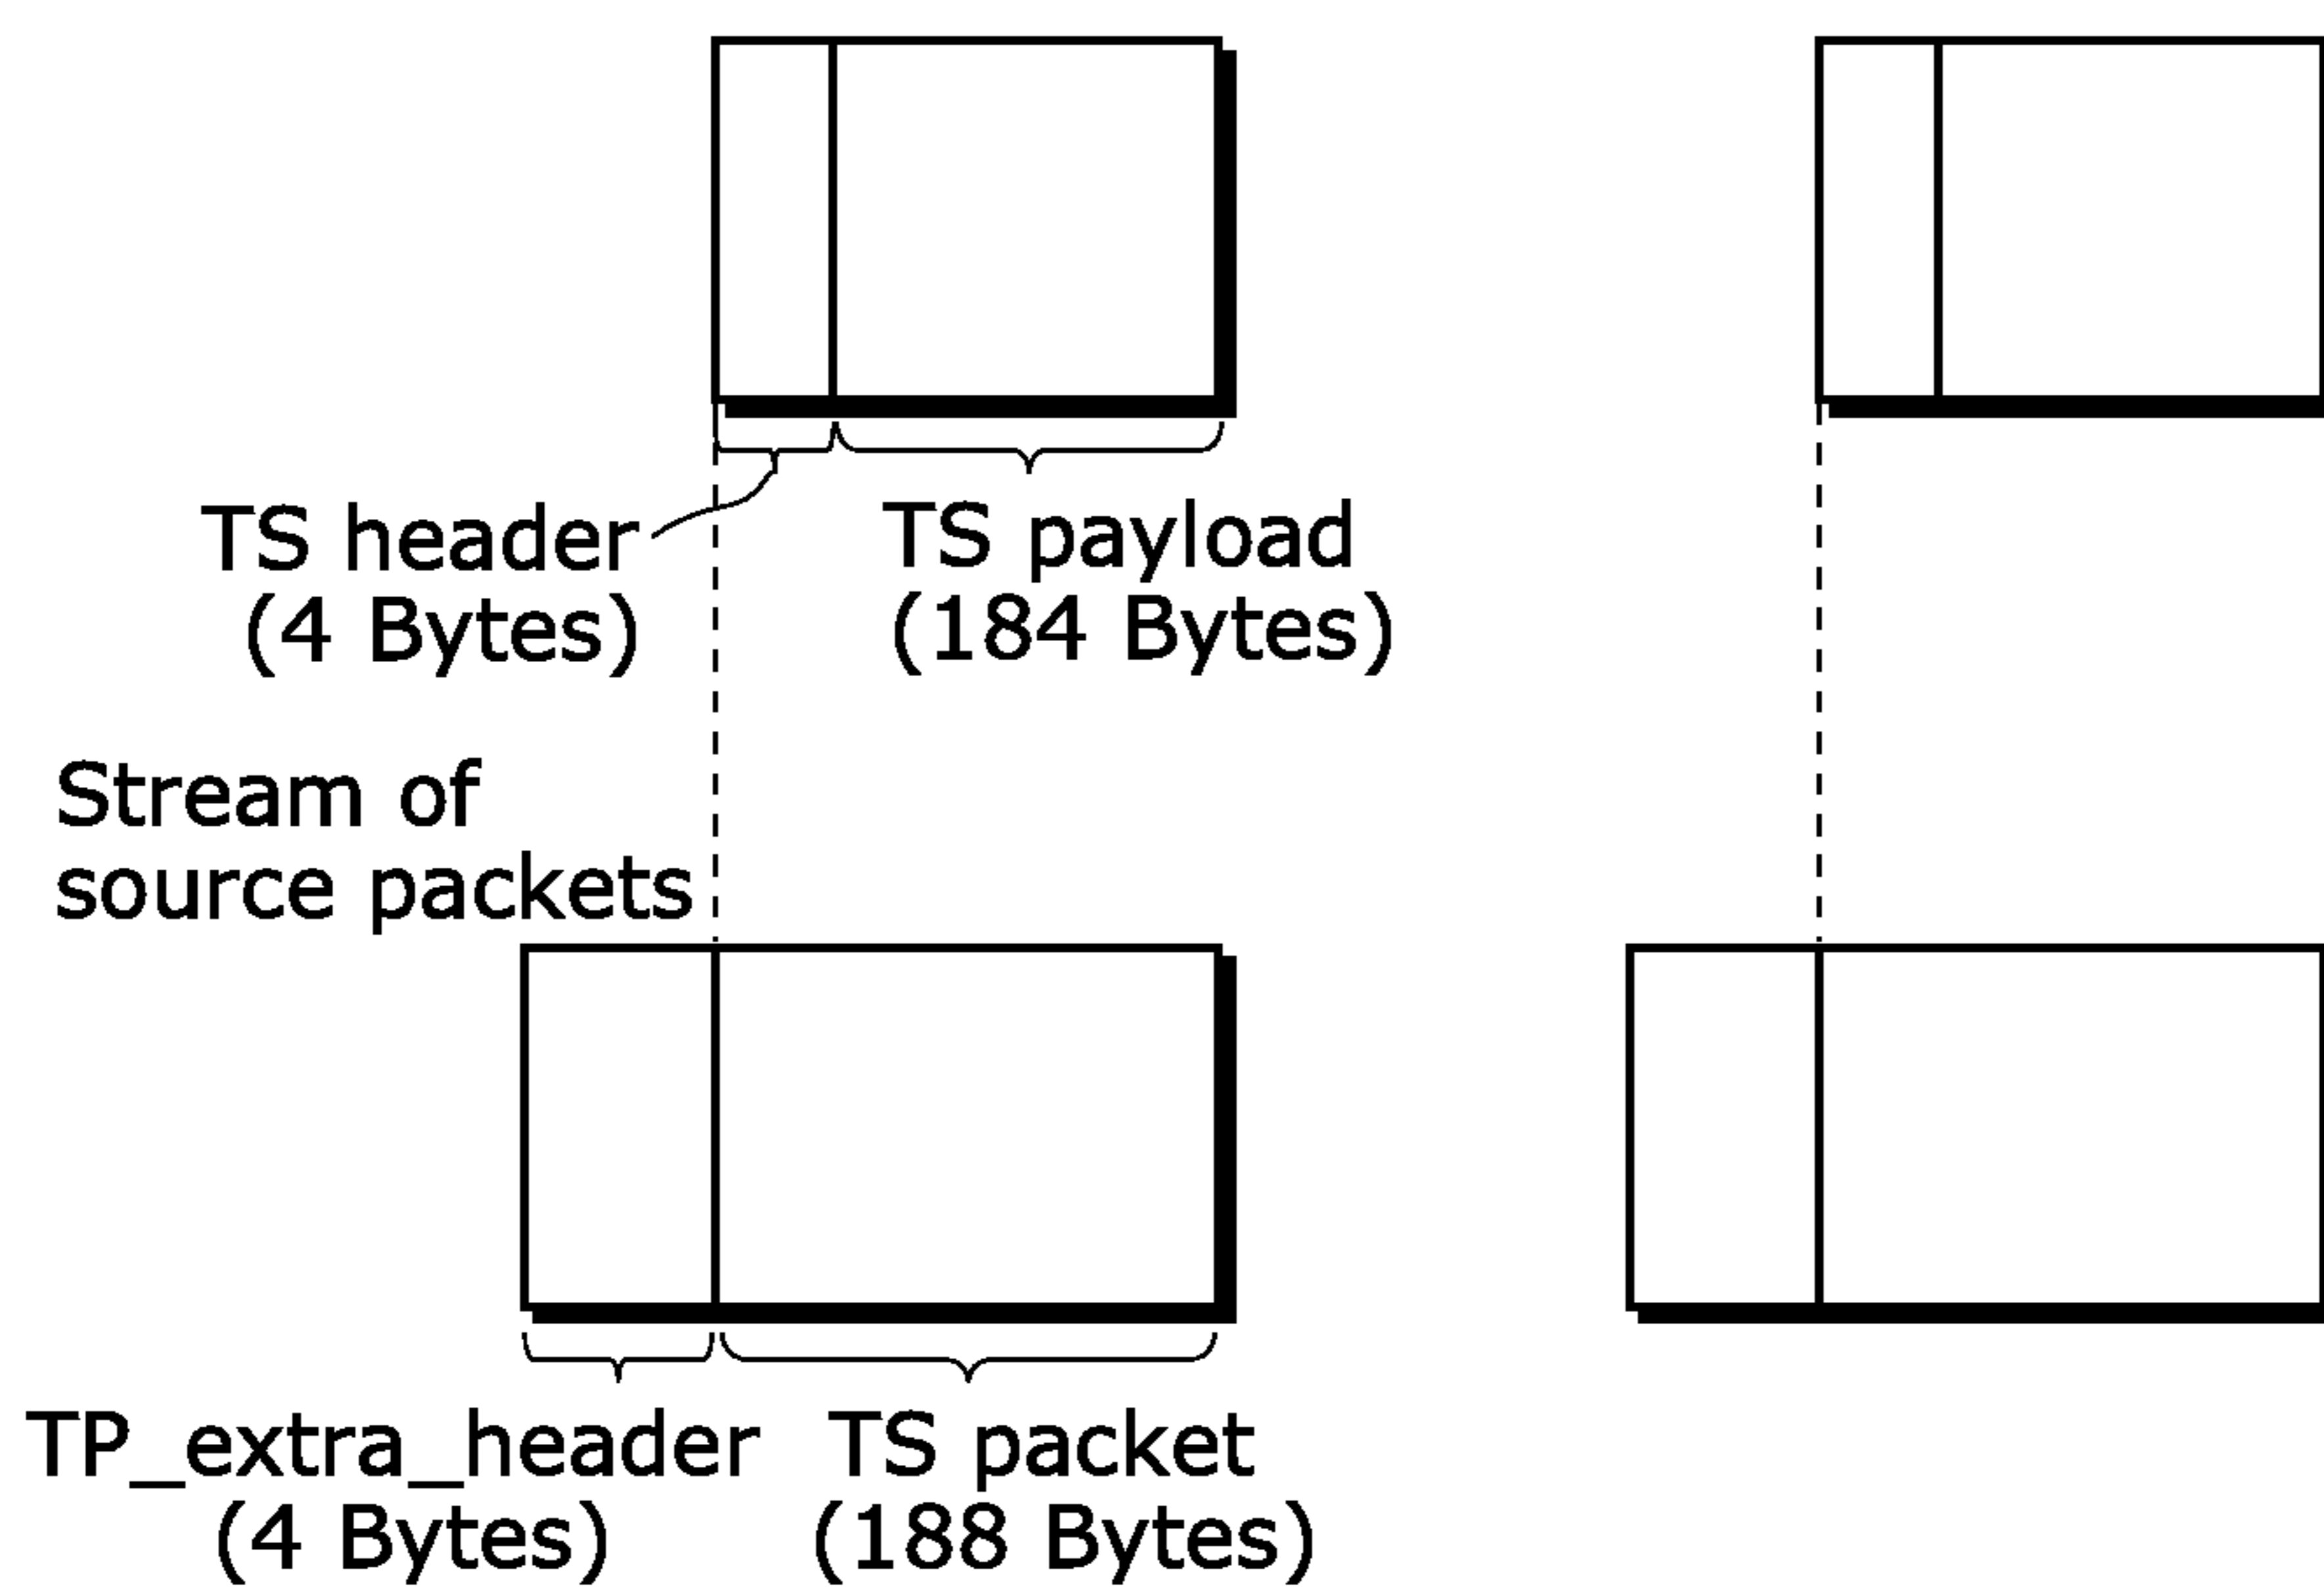 TS header
(4 Bytes)
TS payload
(184 Bytes)
Stream of
source packets
TP_extra_header
(4 Bytes)
TS packet
(188 Bytes)